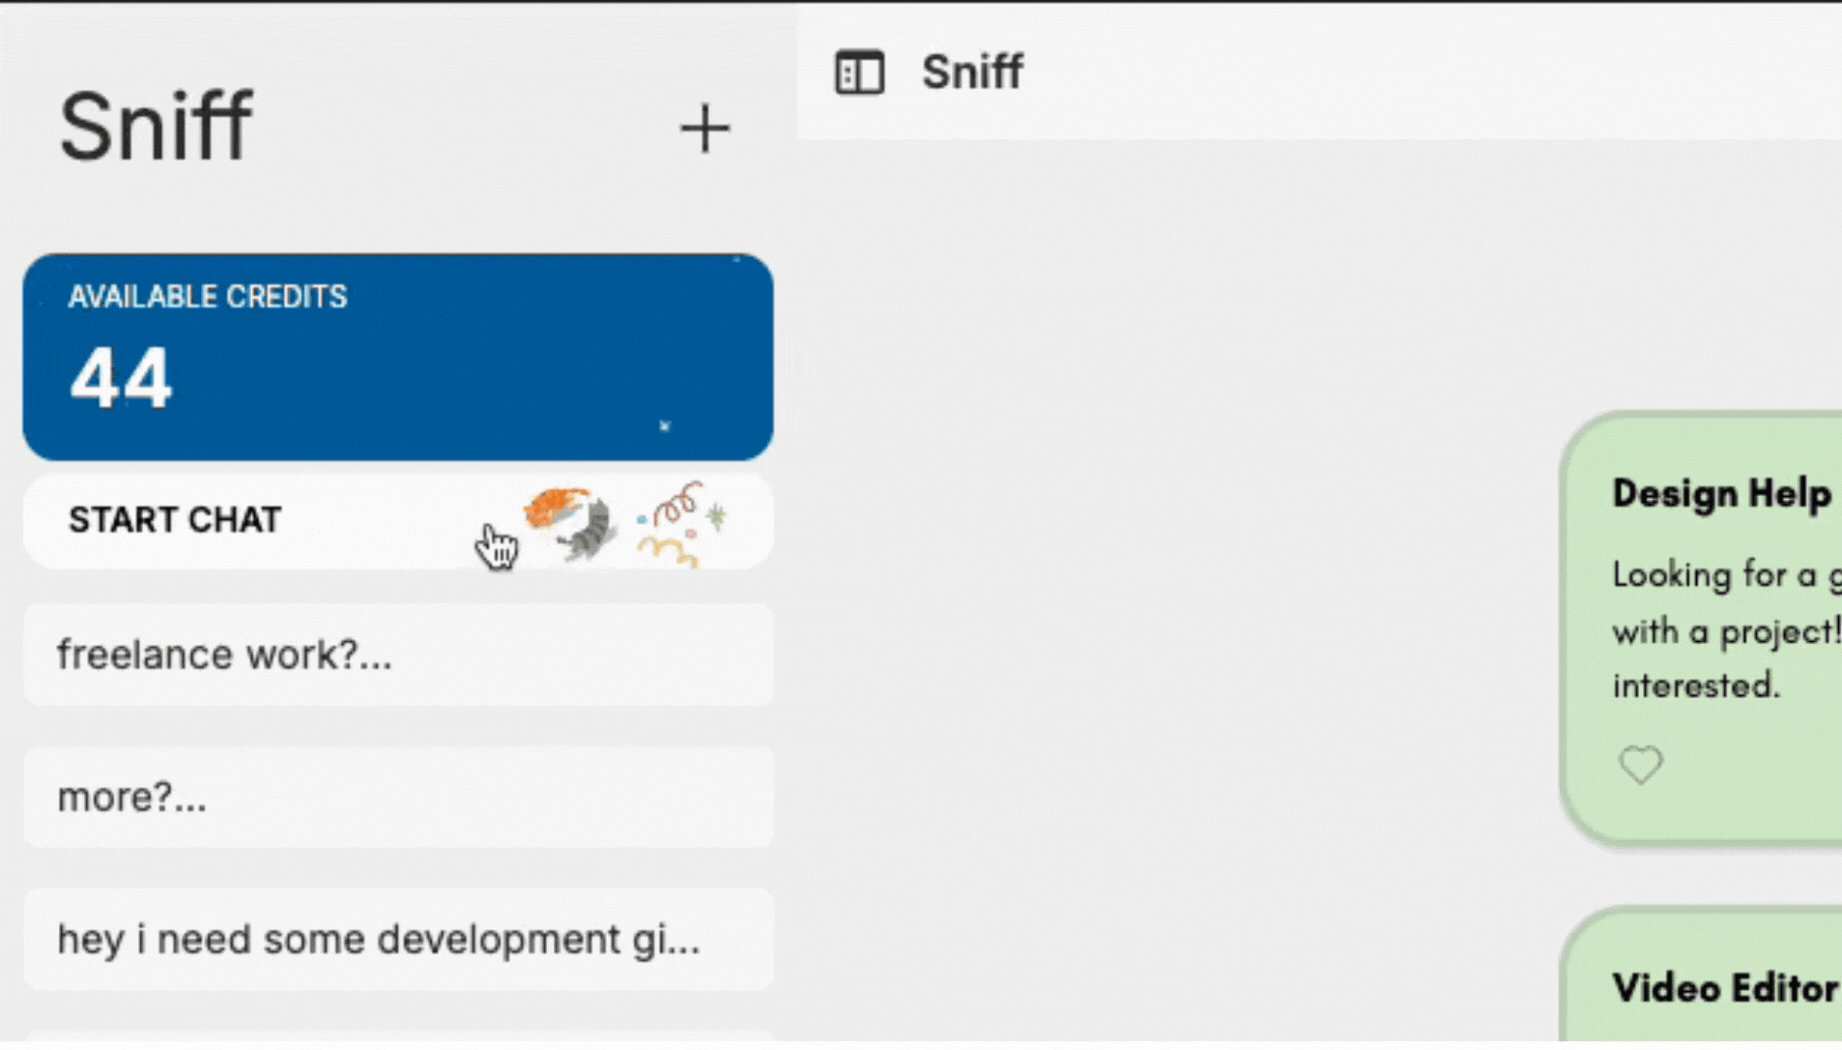 Sniff
AVAILABLE CREDITS
44
START CHAT
freelance work?...
more?...
hey i need some development gi...
Sniff
Design Help
Looking for a g
with a project!
interested.
Video Editor